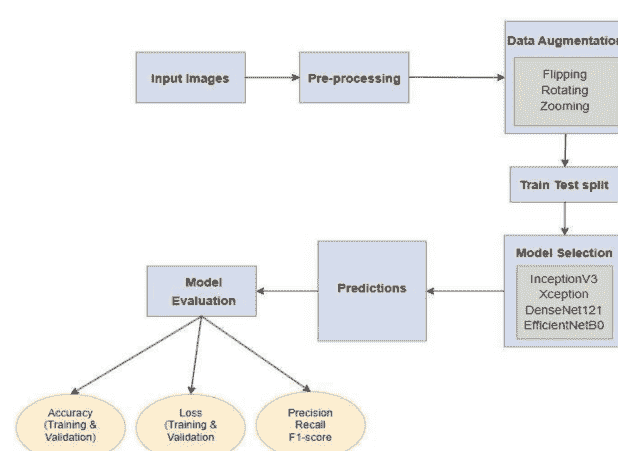 Input Images
Pre-processing
Data Augmentation
Flipping
Rotating
Zooming
Train Test split
Model Selection
InceptionV3
Xception
DenseNet121
EfficientNetB0
Predictions
Model
Evaluation
Accuracy
(Training &
Validation)
Loss
(Training &
Validation
Precision
Recall
F1-score